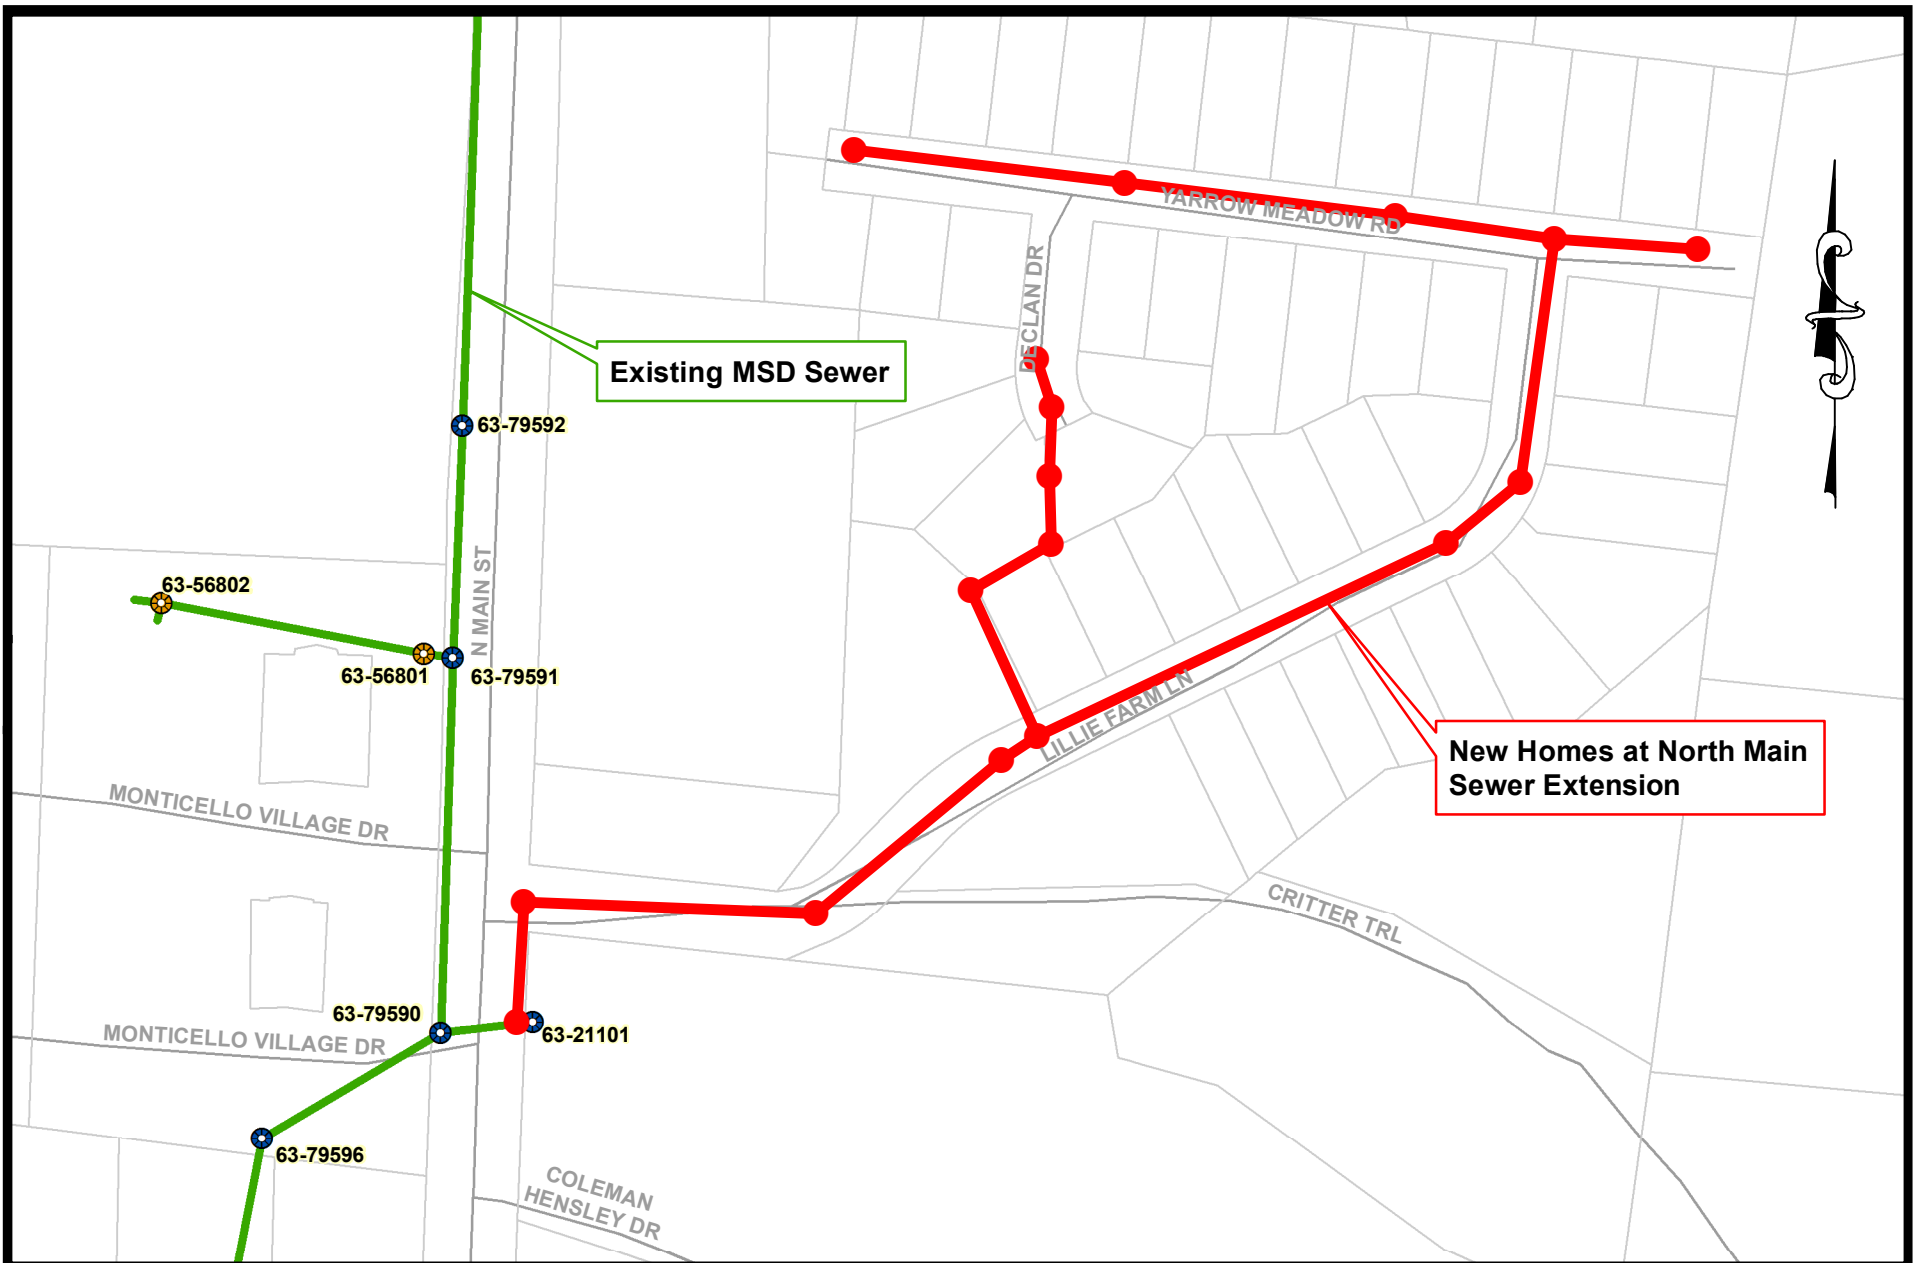 YARROW MEADOW RD
DECLAN DR
Existing MSD Sewer
63-79592
N MAIN ST
63-56802
63-56801
63-79591
LILLIE FARM LN
New Homes at North Main
Sewer Extension
MONTICELLO VILLAGE DR
CRITTER TRL
63-79590
63-21101
MONTICELLO VILLAGE DR
63-79596
COLEMAN
HENSLEY DR